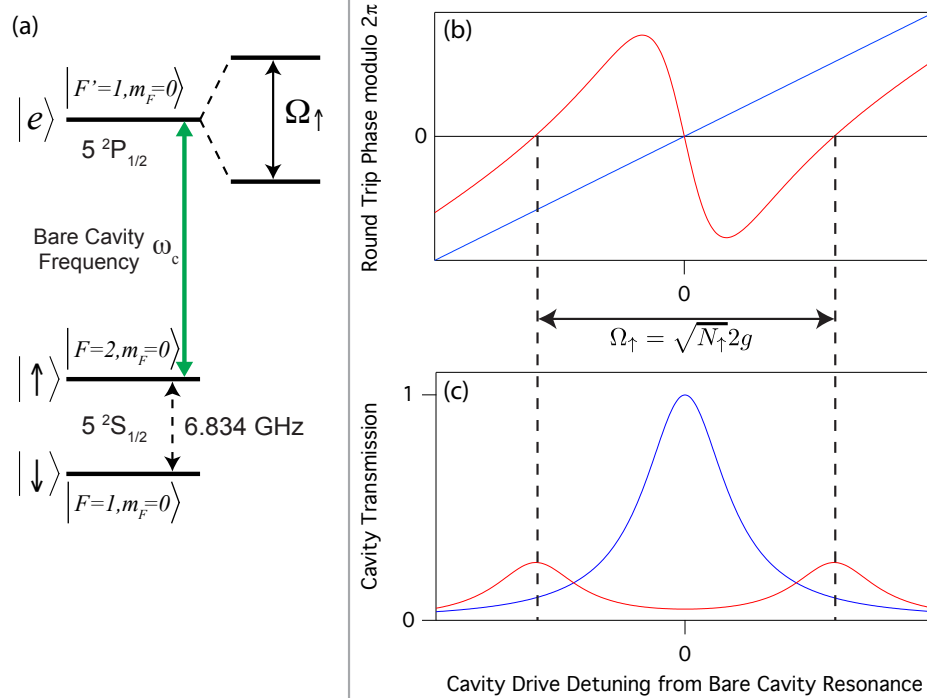 (a)
|F'=1,m_F=0⟩
|e⟩
Ω↑
5 ²P₁/₂
Bare Cavity
Frequency
ω_c
|F=2,m_F=0⟩
|↑⟩
5 ²S₁/₂
6.834 GHz
|↓⟩
|F=1,m_F=0⟩
(b)
Round Trip Phase modulo 2π
0
0
Ω↑ = √N↑2g
(c)
Cavity Transmission
1
0
0
Cavity Drive Detuning from Bare Cavity Resonance